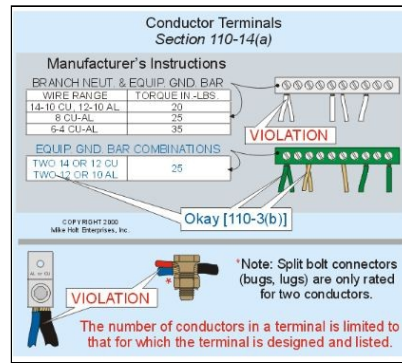 Conductor Terminals
Section 110-14(a)
Manufacturer's Instructions
BRANCH NEUT. & EQUIP. GND. BAR
WIRE RANGE TORQUE IN.-LBS.
14-10 CU, 12-10 AL 20
8 CU-AL 25
6-4 CU-AL 35
VIOLATION
EQUIP. GND. BAR COMBINATIONS
TWO 14 OR 12 CU
TWO 12 OR 10 AL
25
Okay [110-3(b)]
COPYRIGHT 2000
Mike Holt Enterprises, Inc.
AL or CU
VIOLATION
*
*Note: Split bolt connectors
(bugs, lugs) are only rated
for two conductors.
The number of conductors in a terminal is limited to
that for which the terminal is designed and listed.